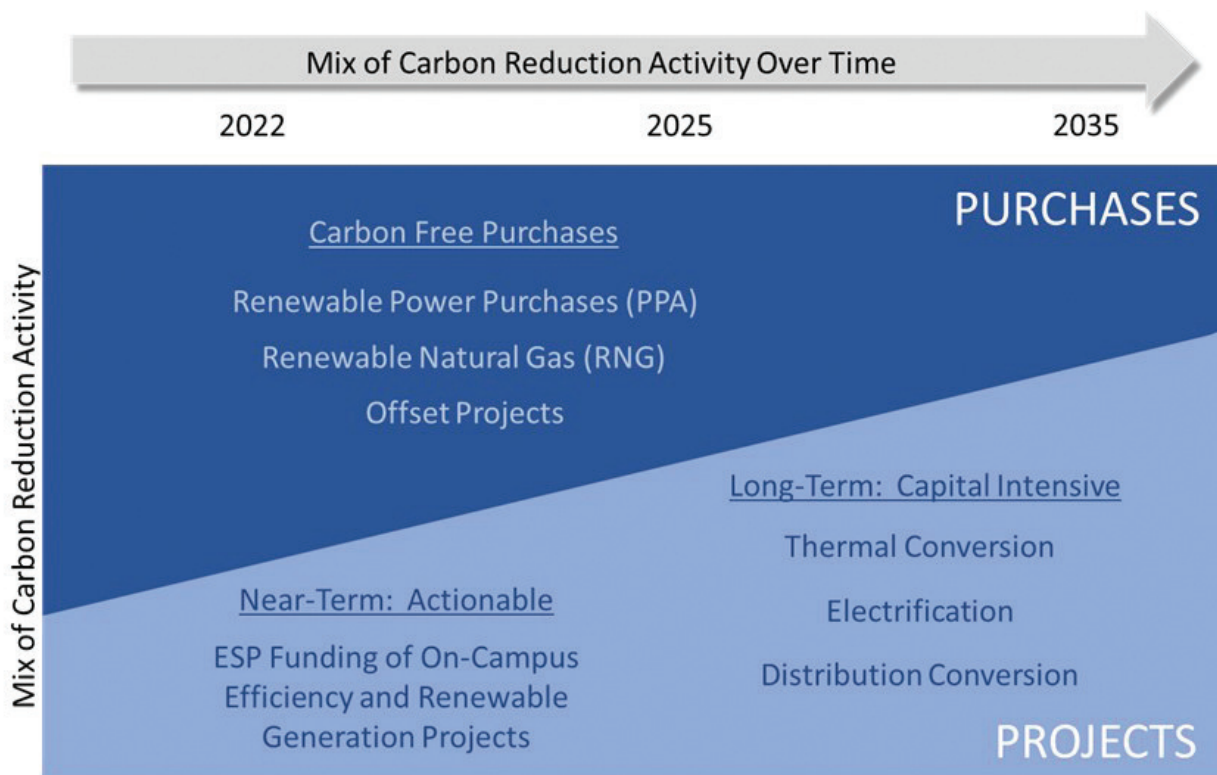 Mix of Carbon Reduction Activity Over Time
2022
2025
2035
Mix of Carbon Reduction Activity
PURCHASES
Carbon Free Purchases
Renewable Power Purchases (PPA)
Renewable Natural Gas (RNG)
Offset Projects
Near-Term:  Actionable
ESP Funding of On-Campus
Efficiency and Renewable
Generation Projects
Long-Term:  Capital Intensive
Thermal Conversion
Electrification
Distribution Conversion
PROJECTS